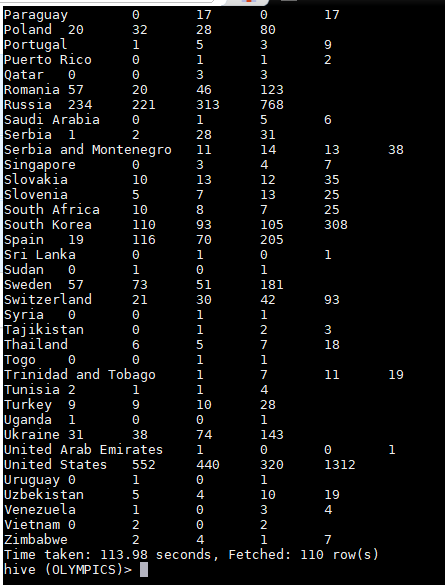 Paraguay 0 17 0 17
Poland 20 32 28 80
Portugal 1 5 3 9
Puerto Rico 0 1 1 2
Qatar 0 0 3 3
Romania 57 20 46 123
Russia 234 221 313 768
Saudi Arabia 0 1 5 6
Serbia 1 2 28 31
Serbia and Montenegro 11 14 13 38
Singapore 0 3 4 7
Slovakia 10 13 12 35
Slovenia 5 7 13 25
South Africa 10 8 7 25
South Korea 110 93 105 308
Spain 19 116 70 205
Sri Lanka 0 1 0 1
Sudan 0 1 0 1
Sweden 57 73 51 181
Switzerland 21 30 42 93
Syria 0 0 1 1
Tajikistan 0 1 2 3
Thailand 6 5 7 18
Togo 0 0 1 1
Trinidad and Tobago 1 7 11 19
Tunisia 2 1 1 4
Turkey 9 9 10 28
Uganda 1 0 0 1
Ukraine 31 38 74 143
United Arab Emirates 1 0 0 1
United States 552 440 320 1312
Uruguay 0 1 0 1
Uzbekistan 5 4 10 19
Venezuela 1 0 3 4
Vietnam 0 2 0 2
Zimbabwe 2 4 1 7
Time taken: 113.98 seconds, Fetched: 110 row(s)
hive (OLYMPICS)>